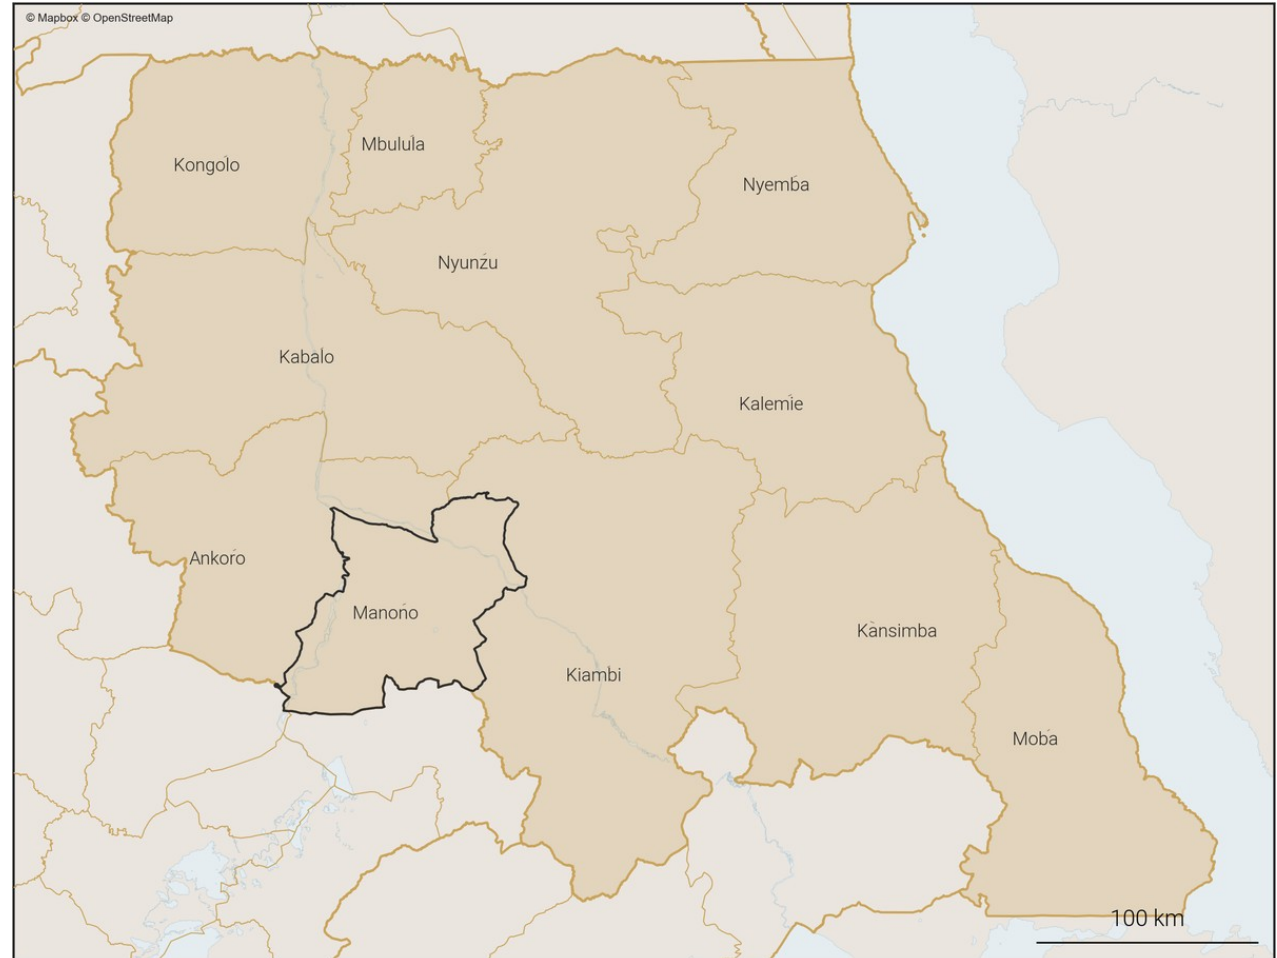 © Mapbox © OpenStreetMap
Mbulula
Kongolo
Nyemba
Nyunzu
Kabalo
Kalemie
Ankoro
Manono
Kansimba
Kiambi
Moba
100 km